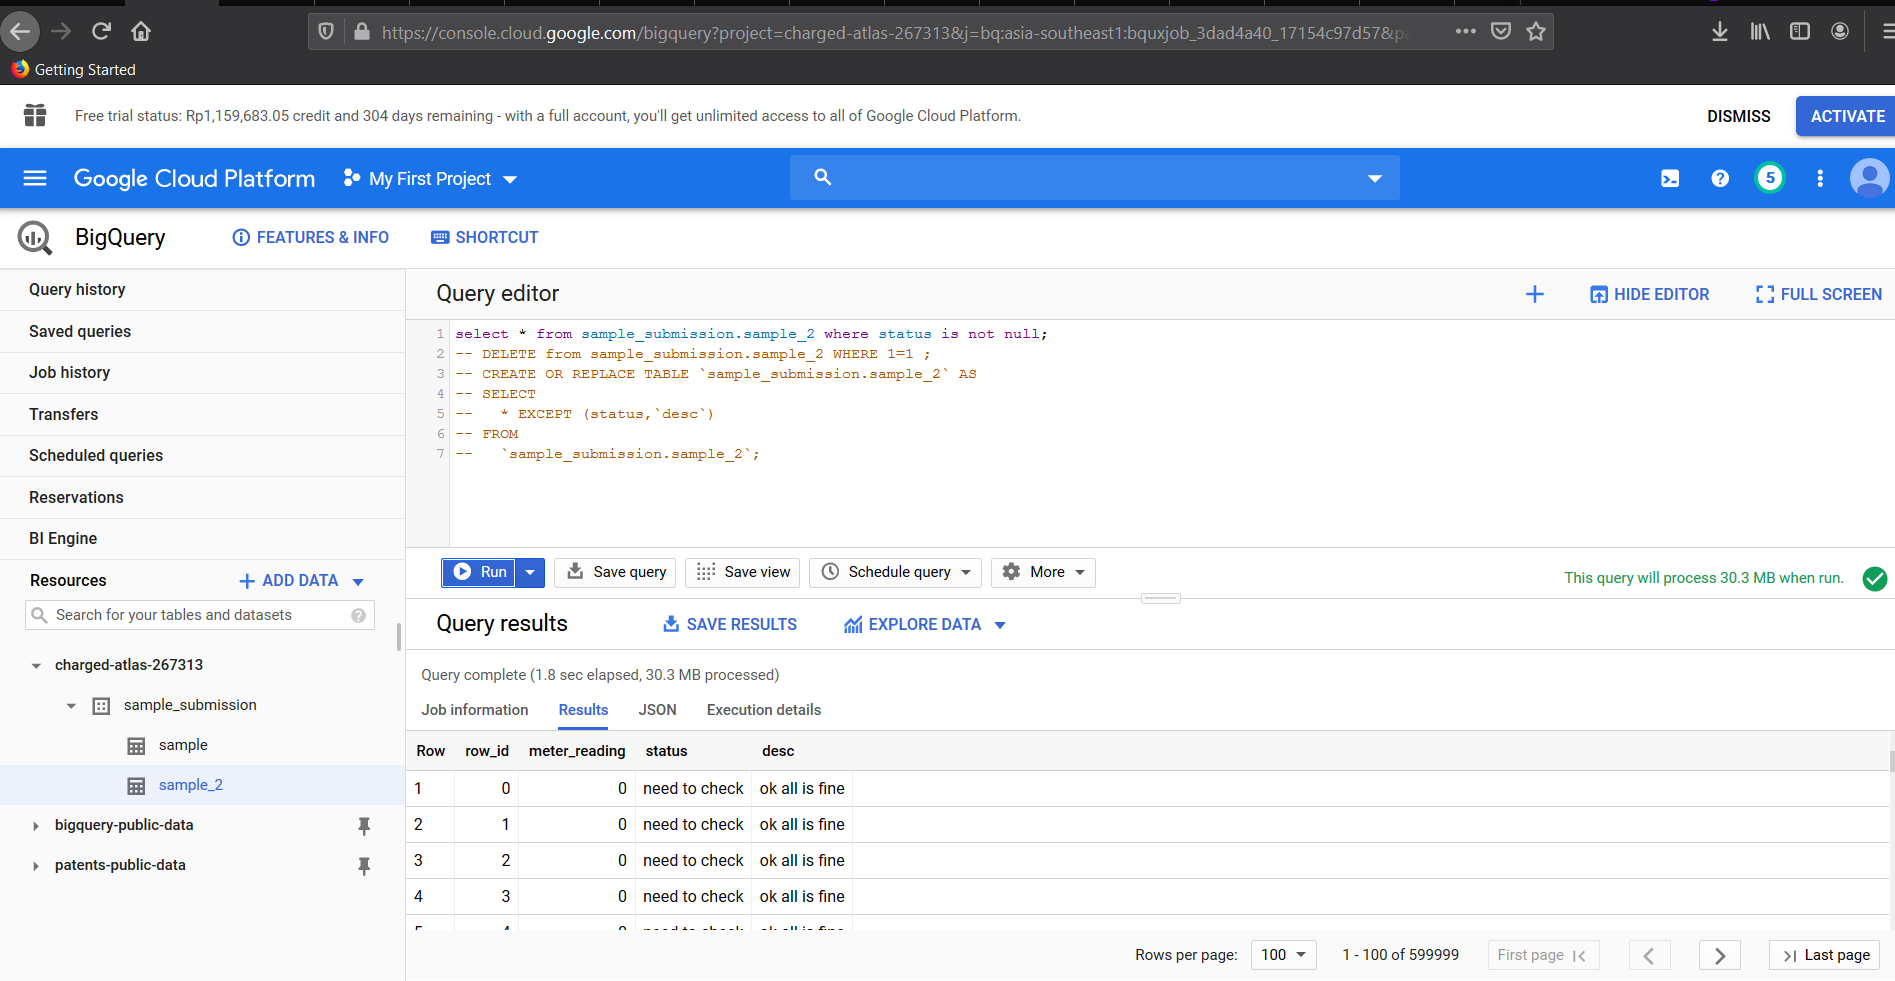 https://console.cloud.google.com/bigquery?project=charged-atlas-267313&j=bq:asia-southeast1:bquxjob_3dad4a40_17154c97d57&pa
Getting Started
Free trial status: Rp1,159,683.05 credit and 304 days remaining - with a full account, you'll get unlimited access to all of Google Cloud Platform.
DISMISS
ACTIVATE
Google Cloud Platform
My First Project
5
BigQuery
FEATURES & INFO
SHORTCUT
Query history
Saved queries
Job history
Transfers
Scheduled queries
Reservations
BI Engine
Resources
ADD DATA
Search for your tables and datasets
charged-atlas-267313
sample_submission
sample
sample_2
bigquery-public-data
patents-public-data
Query editor
HIDE EDITOR
FULL SCREEN
1 select * from sample_submission.sample_2 where status is not null;
2 -- DELETE from sample_submission.sample_2 WHERE 1=1 ;
3 -- CREATE OR REPLACE TABLE `sample_submission.sample_2` AS
4 -- SELECT
5 --   * EXCEPT (status,`desc`)
6 -- FROM
7 --   `sample_submission.sample_2`;
Run
Save query
Save view
Schedule query
More
This query will process 30.3 MB when run.
Query results
SAVE RESULTS
EXPLORE DATA
Query complete (1.8 sec elapsed, 30.3 MB processed)
Job information Results JSON Execution details
Row row_id meter_reading status desc
1 0 0 need to check ok all is fine
2 1 0 need to check ok all is fine
3 2 0 need to check ok all is fine
4 3 0 need to check ok all is fine
5 4 0 need to check ok all is fine
Rows per page: 100 1 - 100 of 599999 First page Last page